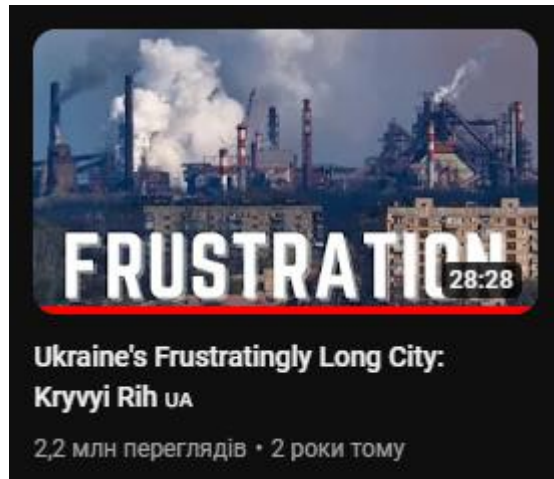 FRUSTRATION
28:28
Ukraine's Frustratingly Long City:
Kryvyi Rih UA
2,2 млн переглядів • 2 роки тому